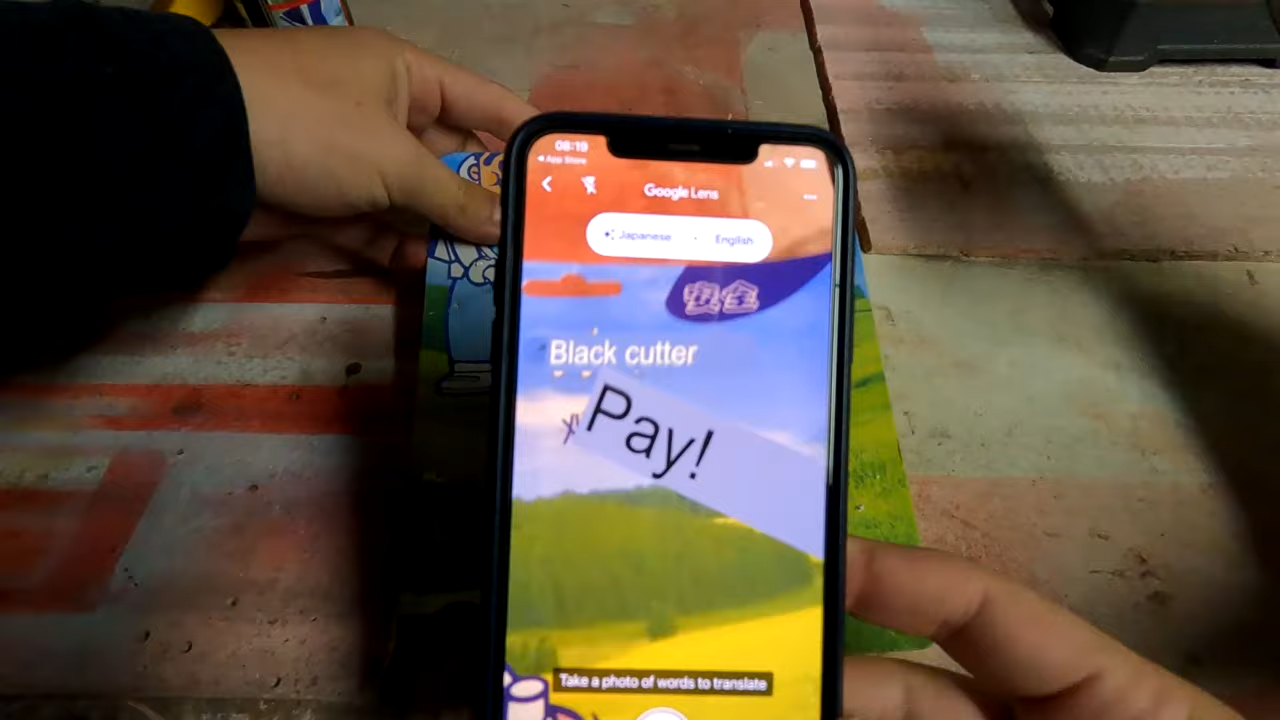 08:19
App Store
Google Lens
Japanese
English
安全
Black cutter
Pay!
Take a photo of words to translate